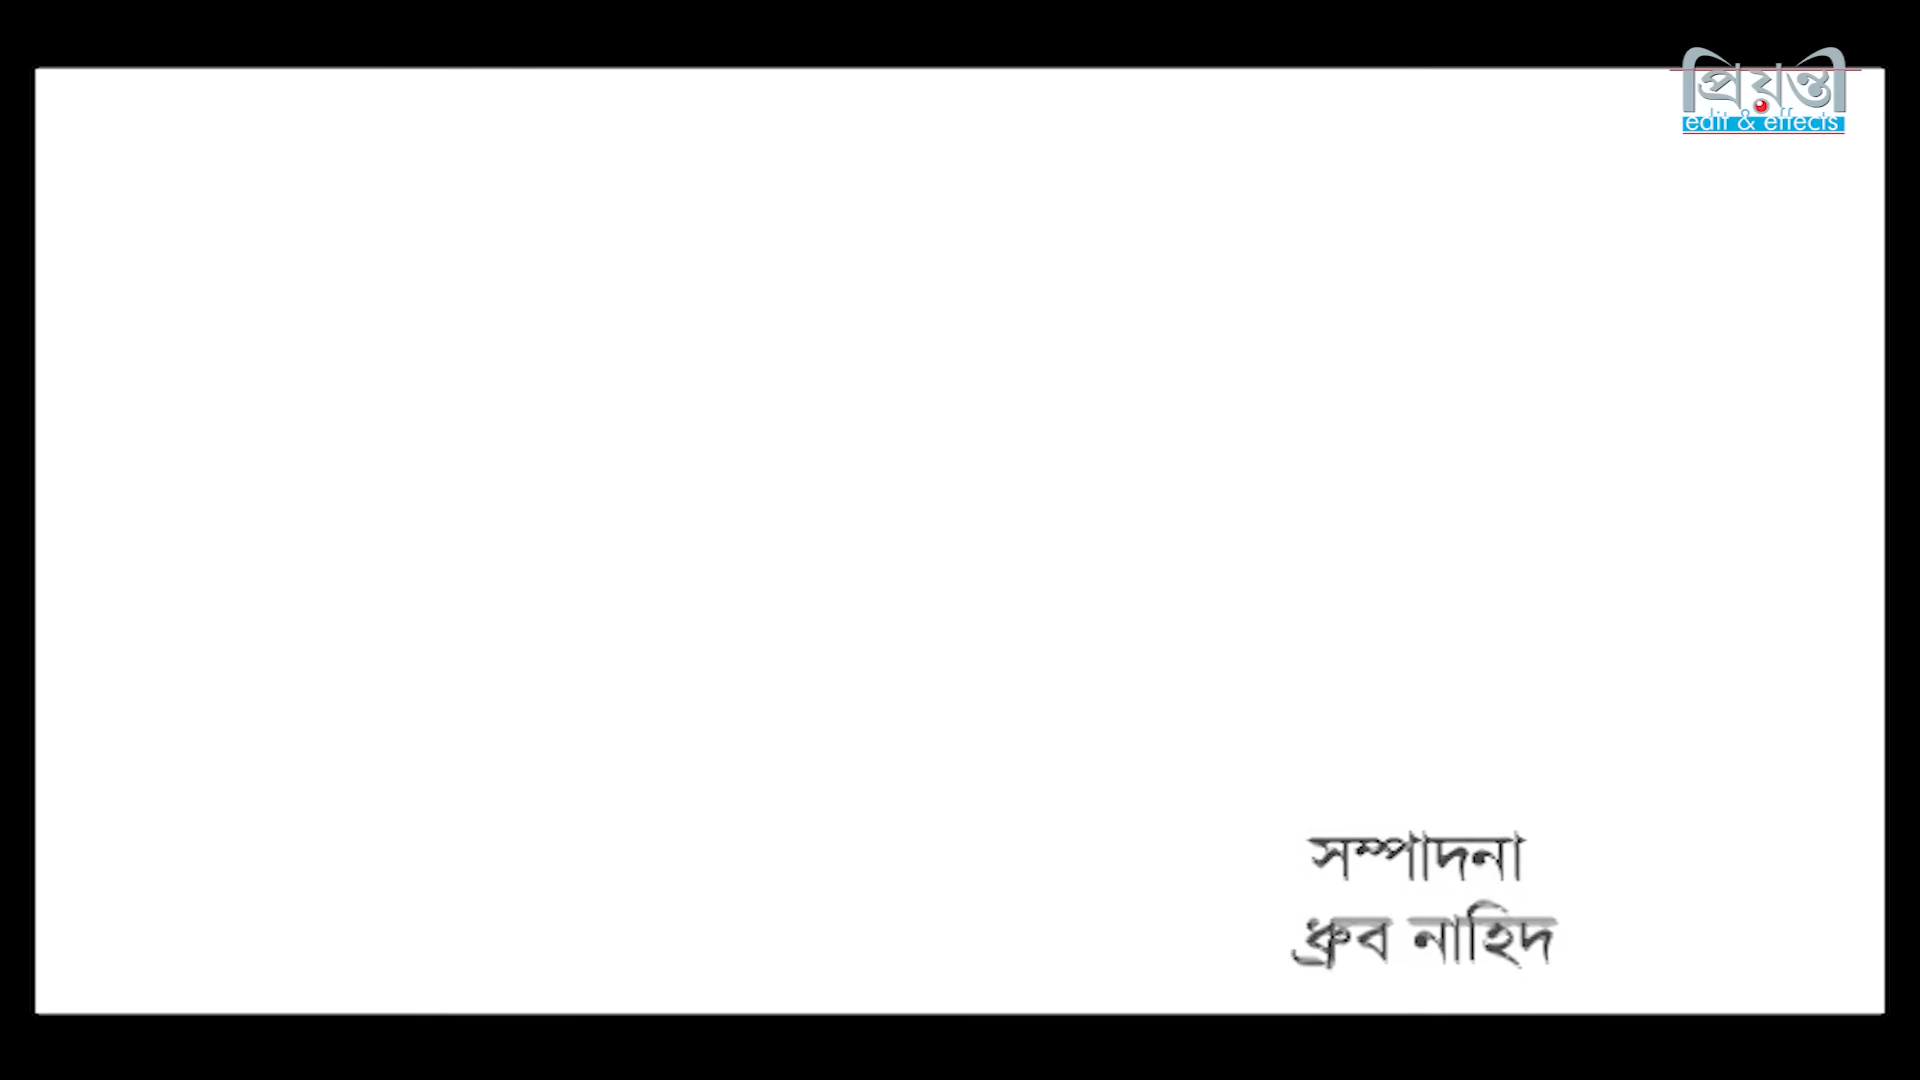 প্রিয়ন্তী
edit & effects
সম্পাদনা
ধ্রুব নাহিদ